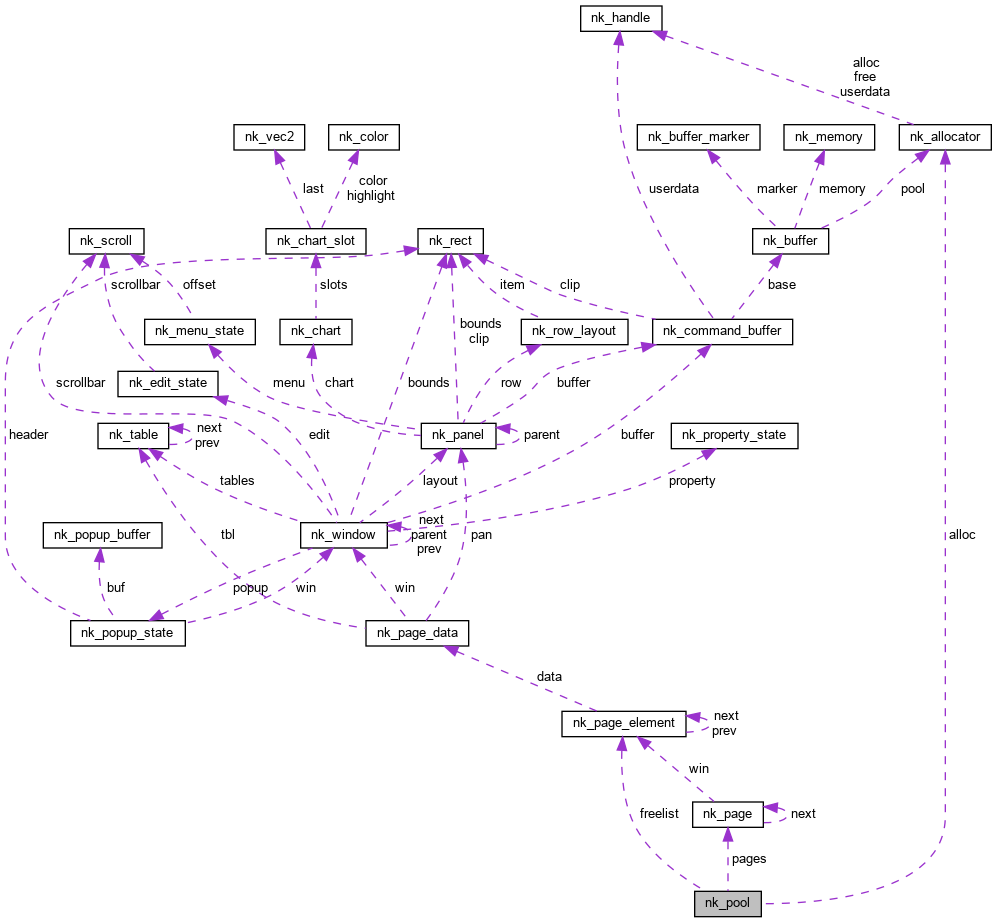 nk_handle
alloc
free
userdata
nk_vec2
nk_color
nk_buffer_marker
nk_memory
nk_allocator
last
color
highlight
userdata
marker
memory
pool
nk_scroll
nk_chart_slot
nk_rect
nk_buffer
scrollbar
offset
slots
item
clip
base
nk_menu_state
nk_chart
bounds
clip
nk_row_layout
nk_command_buffer
scrollbar
nk_edit_state
menu
chart
bounds
row
buffer
header
nk_table
next
prev
edit
nk_panel
parent
buffer
nk_property_state
tables
layout
property
nk_popup_buffer
tbl
nk_window
next
parent
prev
pan
alloc
buf
popup
win
win
nk_popup_state
nk_page_data
data
nk_page_element
next
prev
win
freelist
nk_page
next
pages
nk_pool